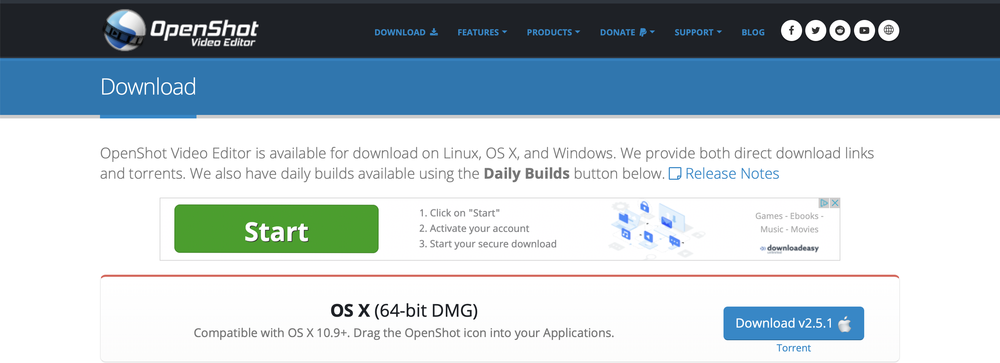 OpenShot
Video Editor
DOWNLOAD
FEATURES
PRODUCTS
DONATE
SUPPORT
BLOG
Download
OpenShot Video Editor is available for download on Linux, OS X, and Windows. We provide both direct download links
and torrents. We also have daily builds available using the Daily Builds button below. Release Notes
Start
1. Click on "Start"
2. Activate your account
3. Start your secure download
Games - Ebooks -
Music - Movies
downloadeasy
unlimited
OS X (64-bit DMG)
Compatible with OS X 10.9+. Drag the OpenShot icon into your Applications.
Download v2.5.1
Torrent